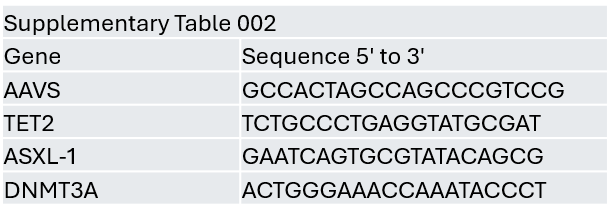 Supplementary Table 002
Gene Sequence 5' to 3'
AAVS GCCACTAGCCAGCCCGTCCG
TET2 TCTGCCCTGAGGTATGCGAT
ASXL-1 GAATCAGTGCGTATACAGCG
DNMT3A ACTGGGAAACCAAATACCCT